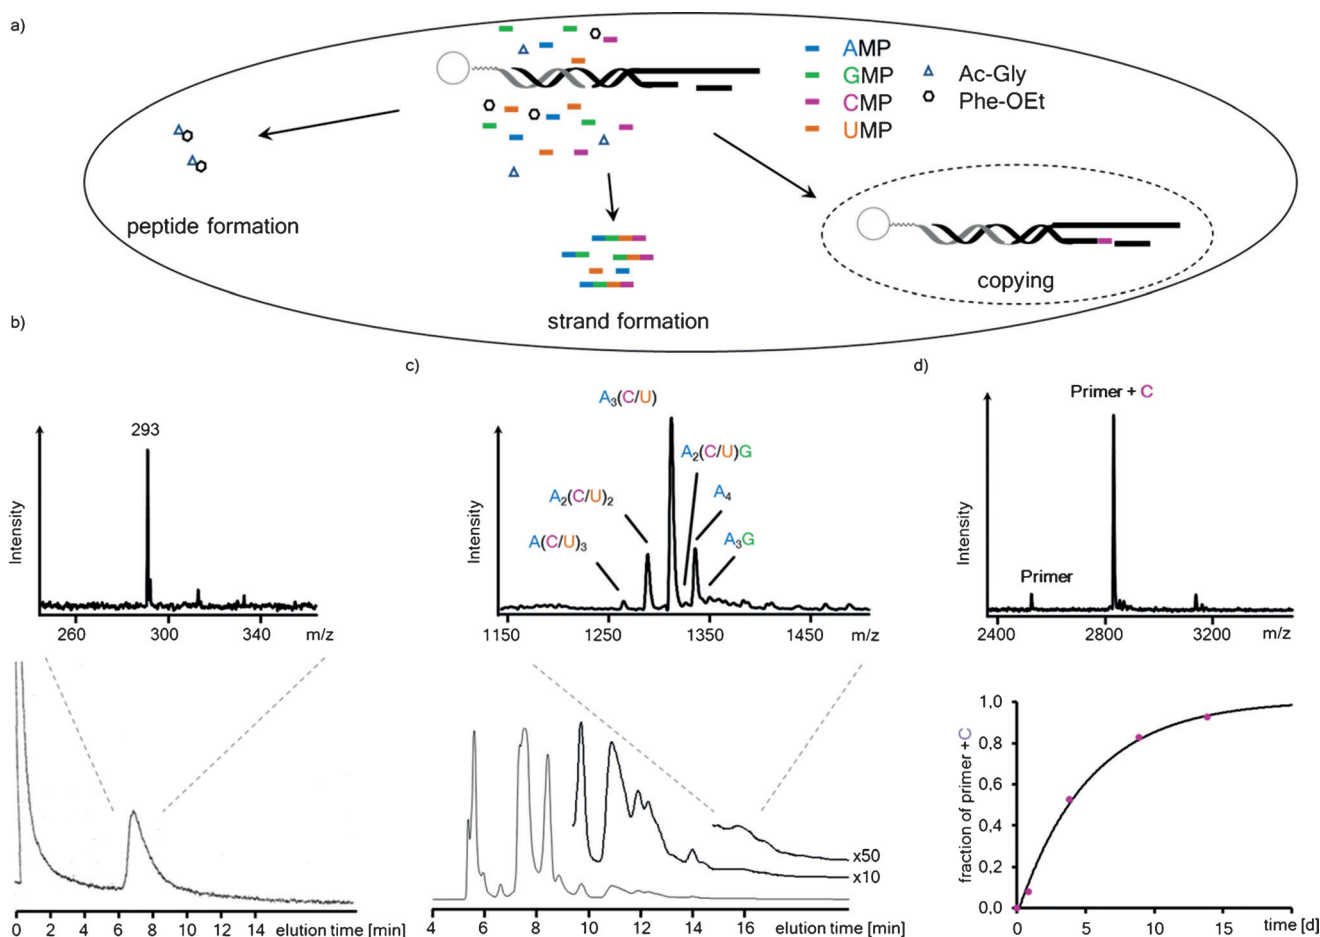 a)
AMP
GMP
CMP
UMP
Ac-Gly
Phe-OEt
peptide formation
strand formation
copying
b)
293
Intensity
260 300 340 m/z
0 2 4 6 8 10 12 14 elution time [min]
c)
A3(C/U)
A2(C/U)G
A2(C/U)2
A4
A(C/U)3
A3G
Intensity
1150 1250 1350 1450 m/z
x50
x10
4 6 8 10 12 14 16 elution time [min]
d)
Primer + C
Primer
Intensity
2400 2800 3200 m/z
fraction of primer +C
1.0
0.8
0.6
0.4
0.2
0,0
0 5 10 15 time [d]